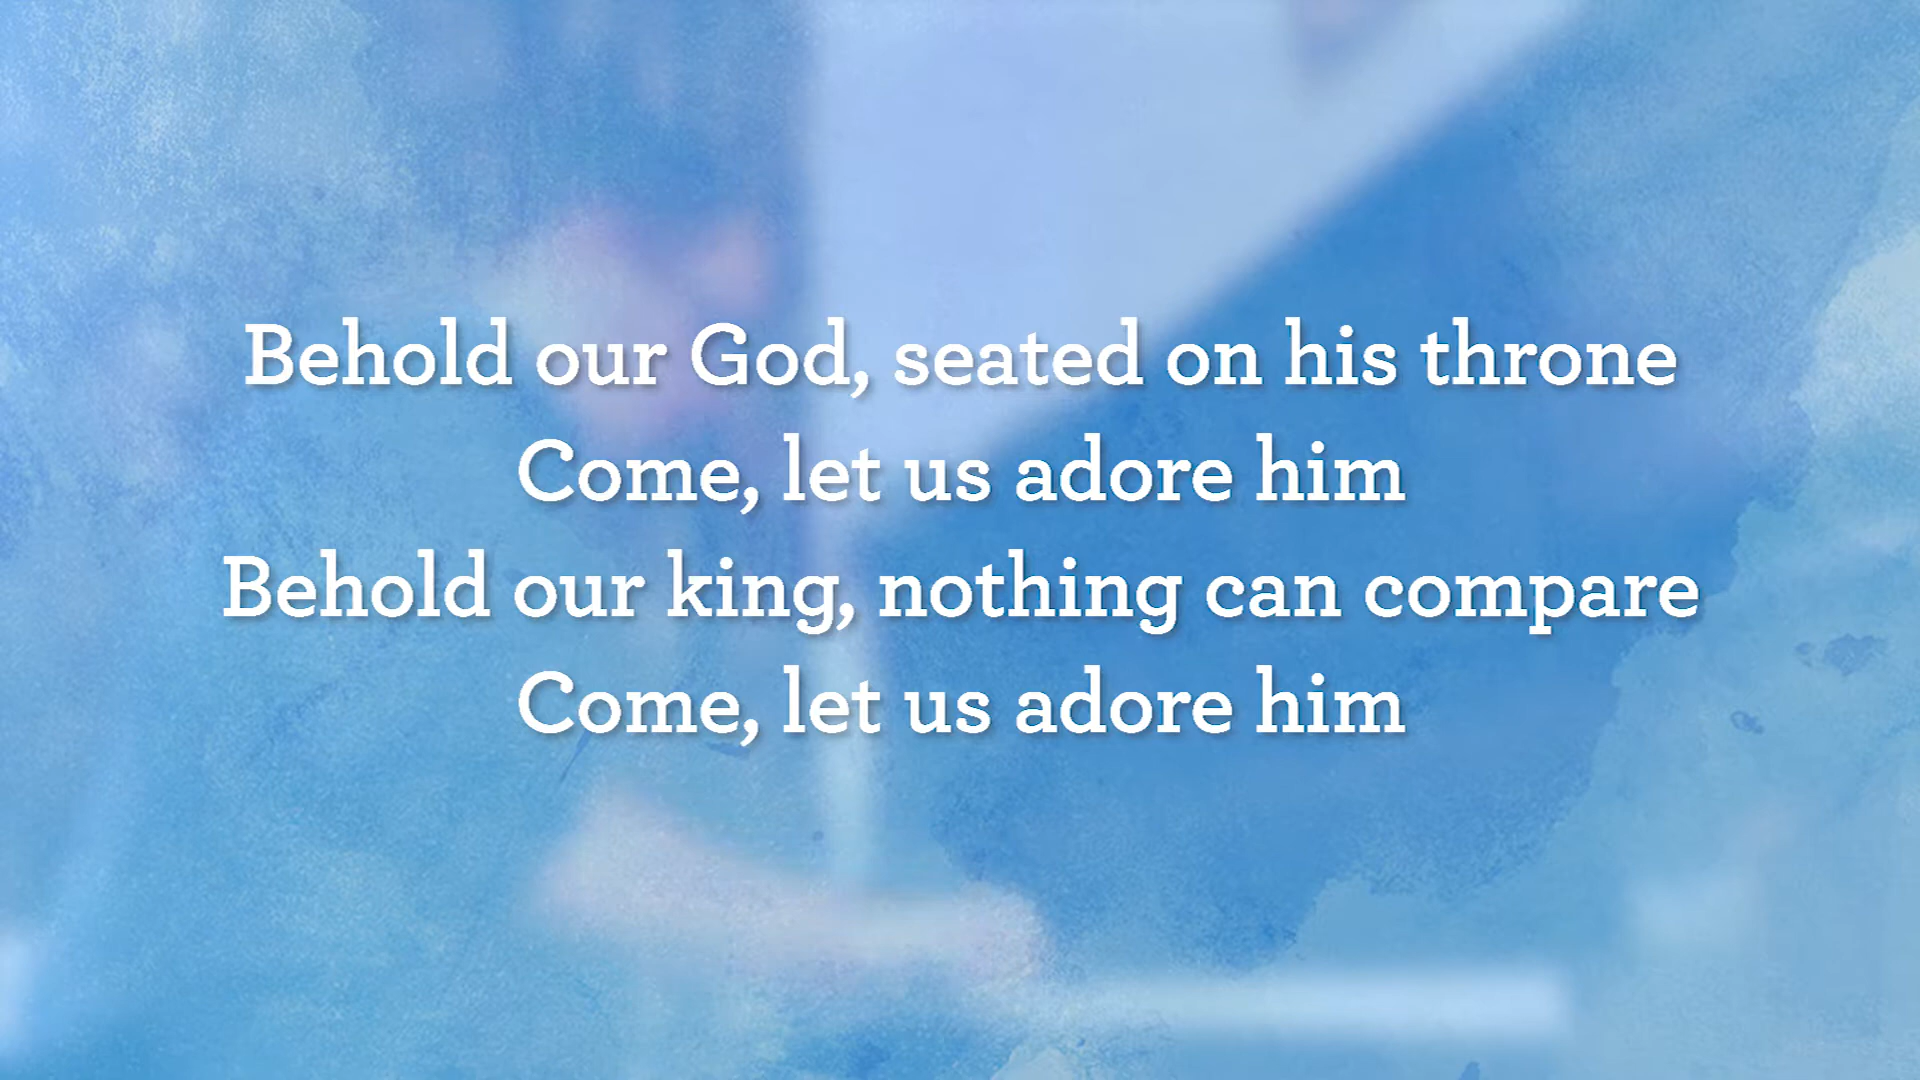 Behold our God, seated on his throne
Come, let us adore him
Behold our king, nothing can compare
Come, let us adore him